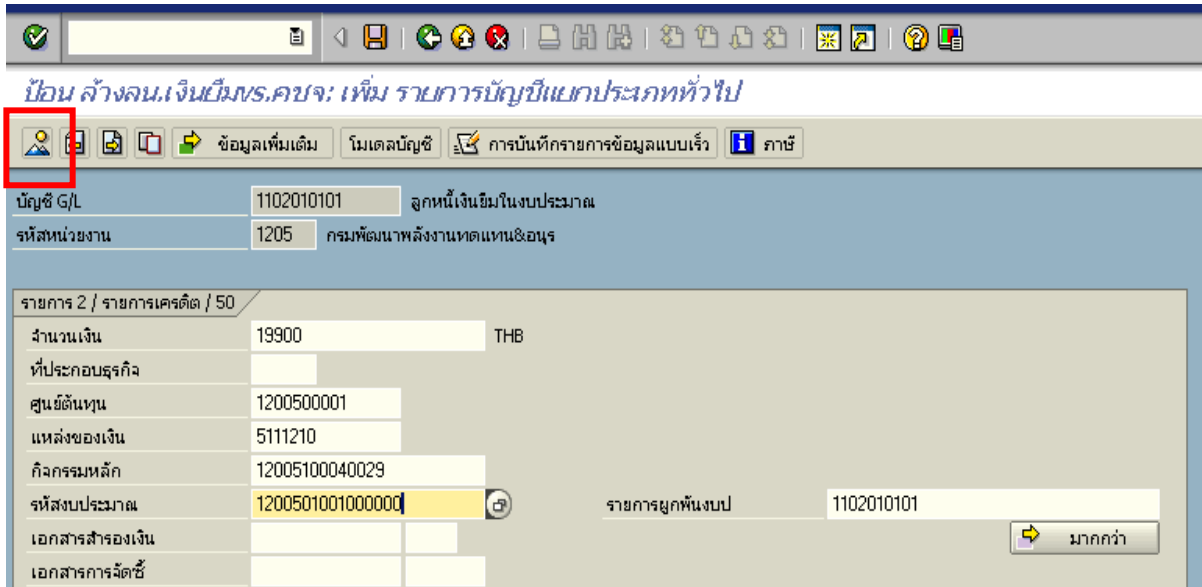 ป้อน ล้างลน.เงินยืมvs.คชจ: เพิ่ม รายการบัญชีแยกประเภททั่วไป
ข้อมูลเพิ่มเติม โมเดลบัญชี การบันทึกรายการข้อมูลแบบเร็ว ภาษี
บัญชี G/L 1102010101 ลูกหนี้เงินยืมในงบประมาณ
รหัสหน่วยงาน 1205 กรมพัฒนาพลังงานทดแทน&อนุร
รายการ 2 / รายการเครดิต / 50
จำนวนเงิน 19900 THB
ที่ประกอบธุรกิจ
ศูนย์ต้นทุน 1200500001
แหล่งของเงิน 5111210
กิจกรรมหลัก 12005100040029
รหัสงบประมาณ 1200501001000000 รายการผูกพันงบป 1102010101
เอกสารสำรองเงิน มากกว่า
เอกสารการจัดซื้